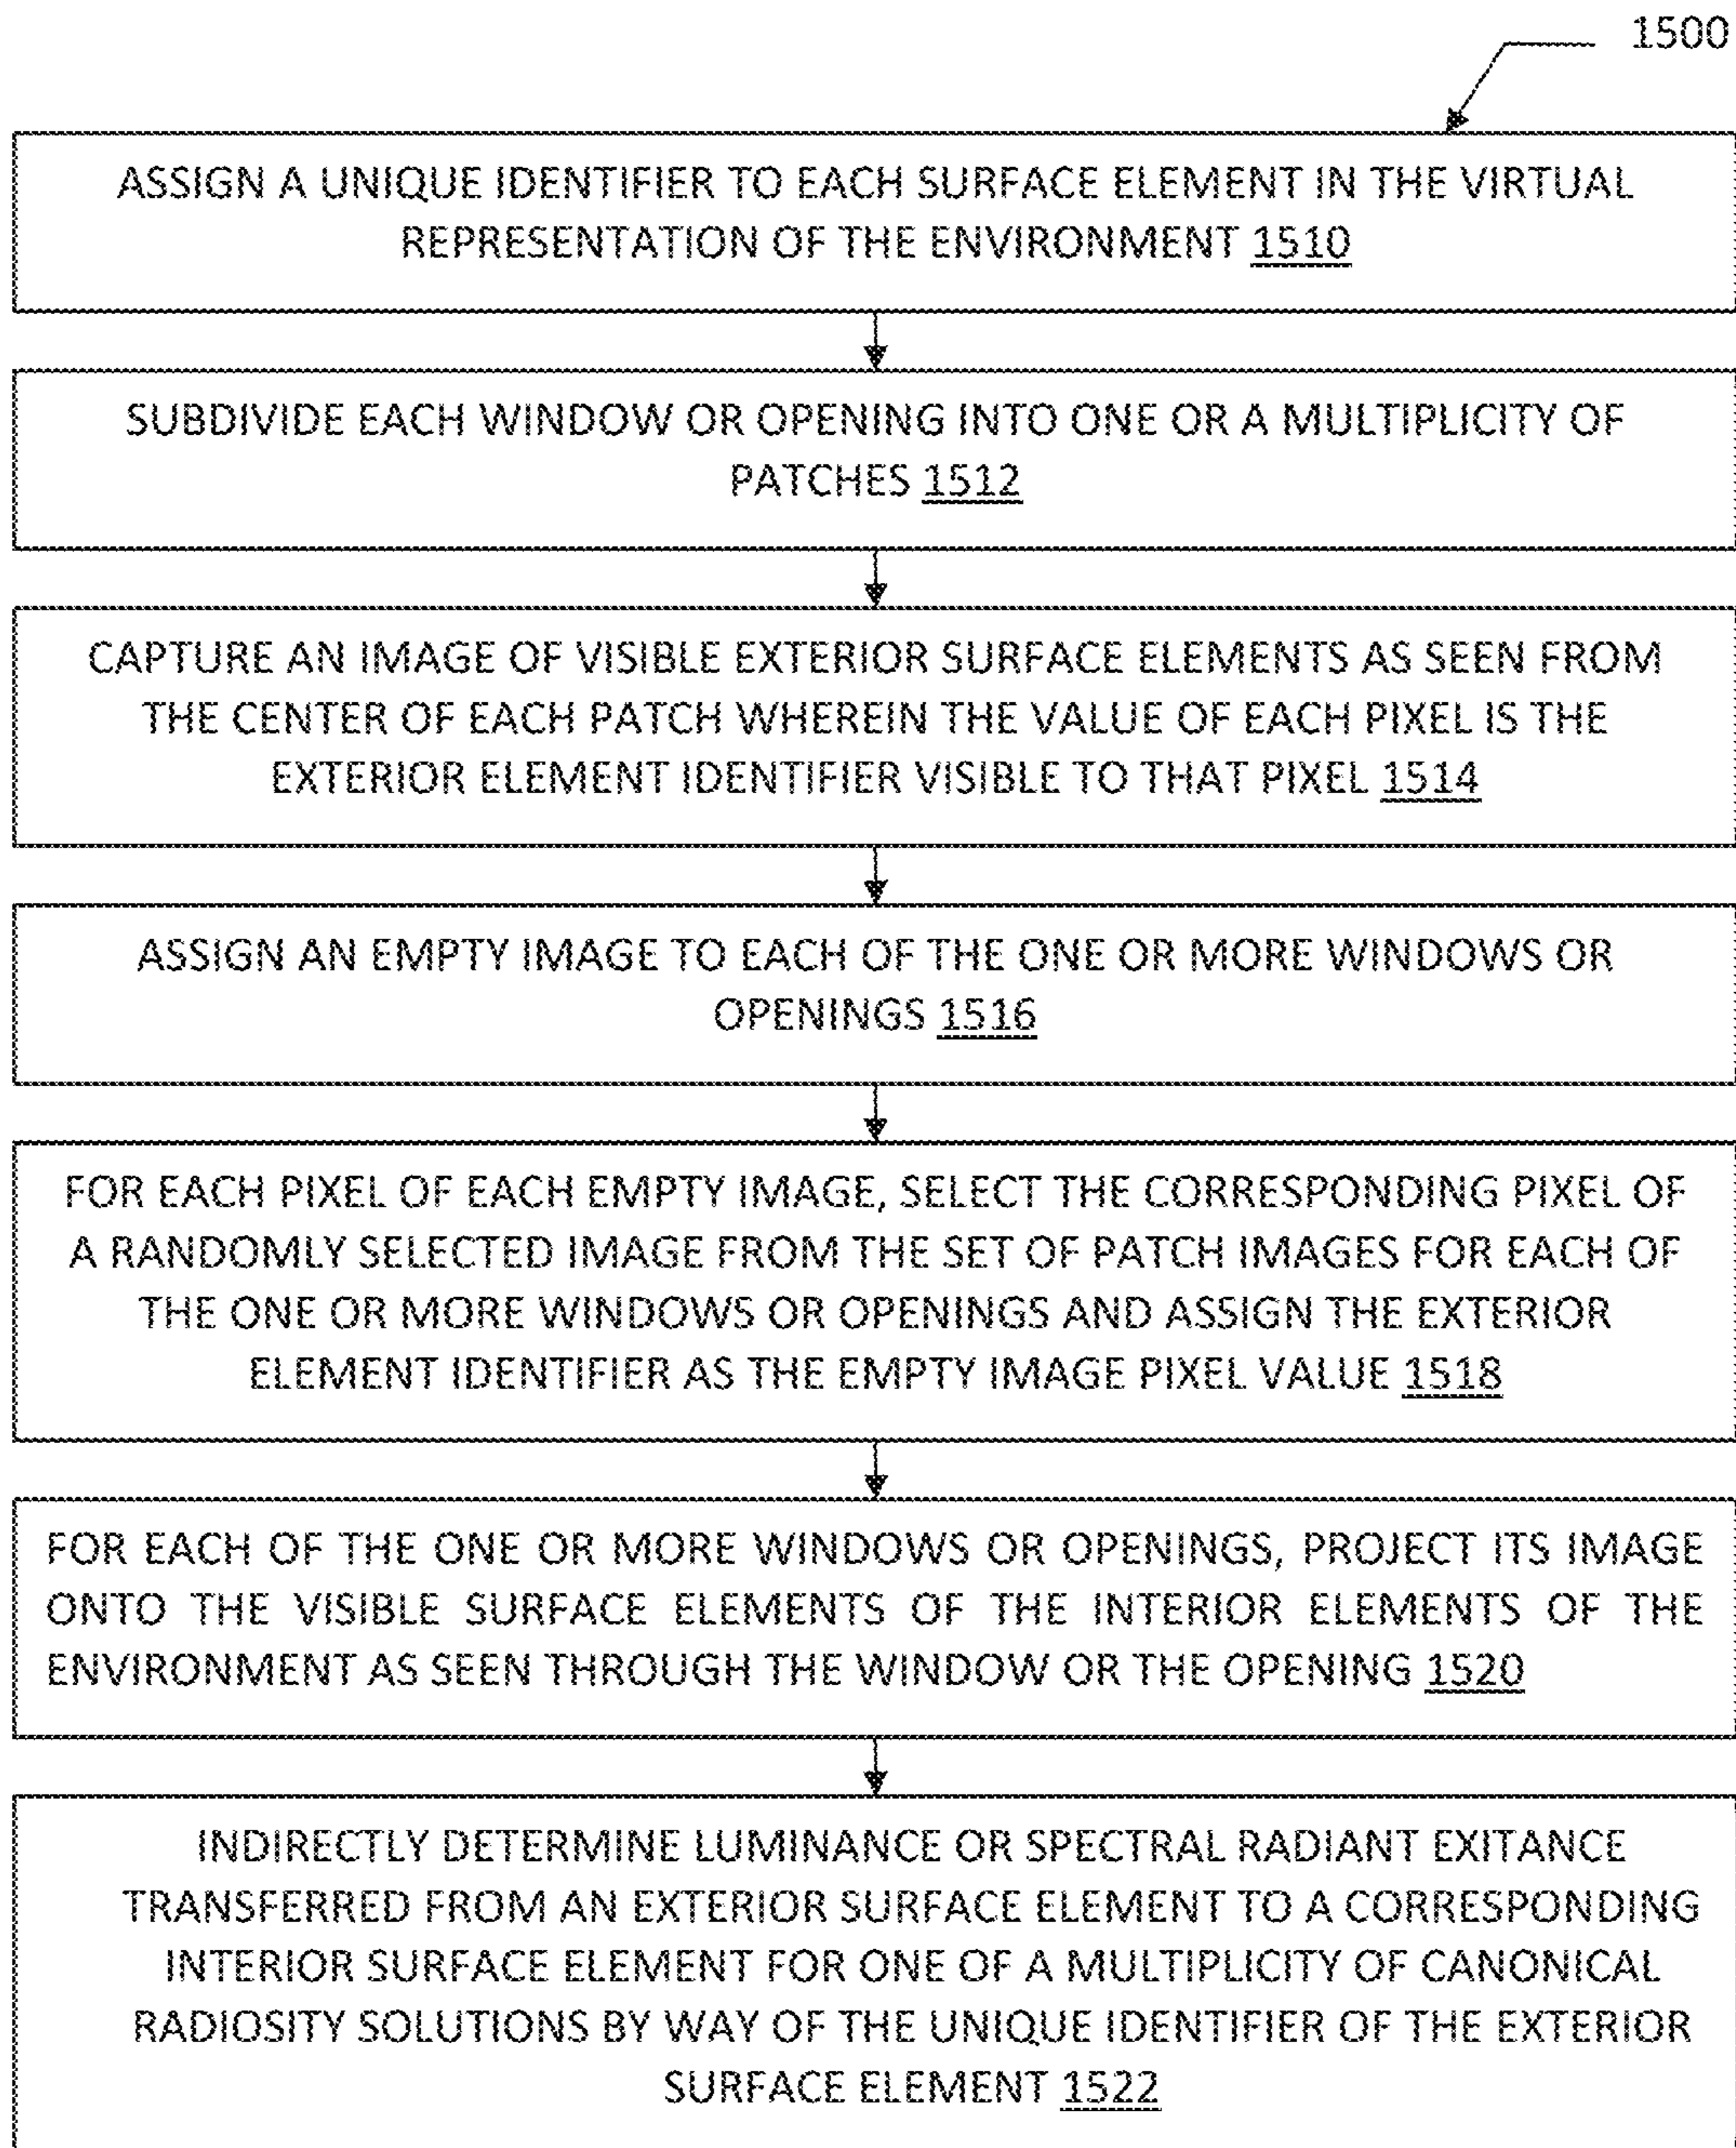 1500
ASSIGN A UNIQUE IDENTIFIER TO EACH SURFACE ELEMENT IN THE VIRTUAL
REPRESENTATION OF THE ENVIRONMENT 1510
SUBDIVIDE EACH WINDOW OR OPENING INTO ONE OR A MULTIPLICITY OF
PATCHES 1512
CAPTURE AN IMAGE OF VISIBLE EXTERIOR SURFACE ELEMENTS AS SEEN FROM
THE CENTER OF EACH PATCH WHEREIN THE VALUE OF EACH PIXEL IS THE
EXTERIOR ELEMENT IDENTIFIER VISIBLE TO THAT PIXEL 1514
ASSIGN AN EMPTY IMAGE TO EACH OF THE ONE OR MORE WINDOWS OR
OPENINGS 1516
FOR EACH PIXEL OF EACH EMPTY IMAGE, SELECT THE CORRESPONDING PIXEL OF
A RANDOMLY SELECTED IMAGE FROM THE SET OF PATCH IMAGES FOR EACH OF
THE ONE OR MORE WINDOWS OR OPENINGS AND ASSIGN THE EXTERIOR
ELEMENT IDENTIFIER AS THE EMPTY IMAGE PIXEL VALUE 1518
FOR EACH OF THE ONE OR MORE WINDOWS OR OPENINGS, PROJECT ITS IMAGE
ONTO THE VISIBLE SURFACE ELEMENTS OF THE INTERIOR ELEMENTS OF THE
ENVIRONMENT AS SEEN THROUGH THE WINDOW OR THE OPENING 1520
INDIRECTLY DETERMINE LUMINANCE OR SPECTRAL RADIANT EXITANCE
TRANSFERRED FROM AN EXTERIOR SURFACE ELEMENT TO A CORRESPONDING
INTERIOR SURFACE ELEMENT FOR ONE OF A MULTIPLICITY OF CANONICAL
RADIOSITY SOLUTIONS BY WAY OF THE UNIQUE IDENTIFIER OF THE EXTERIOR
SURFACE ELEMENT 1522